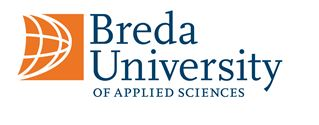 Breda
University
OF APPLIED SCIENCES